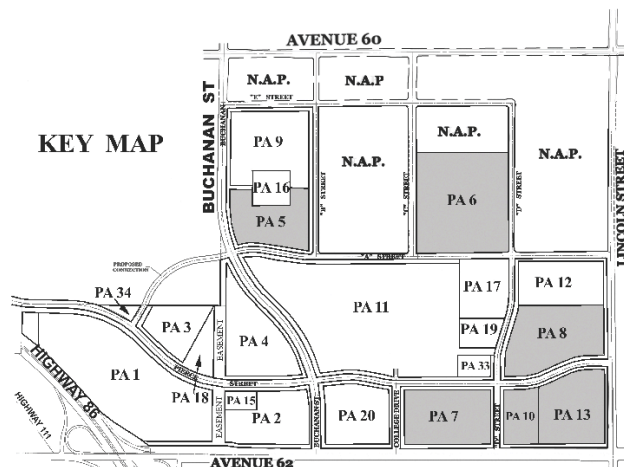 AVENUE 60
BUCHANAN ST
N.A.P.
N.A.P
"E" STREET
KEY MAP
BUCHANAN
PA 9
N.A.P.
N.A.P.
N.A.P.
LINCOLN STREET
"B" STREET
"C" STREET
"D" STREET
PA 16
PA 5
PA 6
"A" STREET
PROPOSED
CONNECTION
PA 34
PA 3
EASEMENT
PA 4
PA 11
PA 17
PA 12
PA 19
PA 8
PA 33
PA 1
PIERCE
STREET
PA 18
HIGHWAY 86
HIGHWAY 111
EASEMENT
PA 15
PA 2
BUCHANAN ST
PA 20
COLLEGE DRIVE
PA 7
"D" STREET
PA 10
PA 13
AVENUE 62